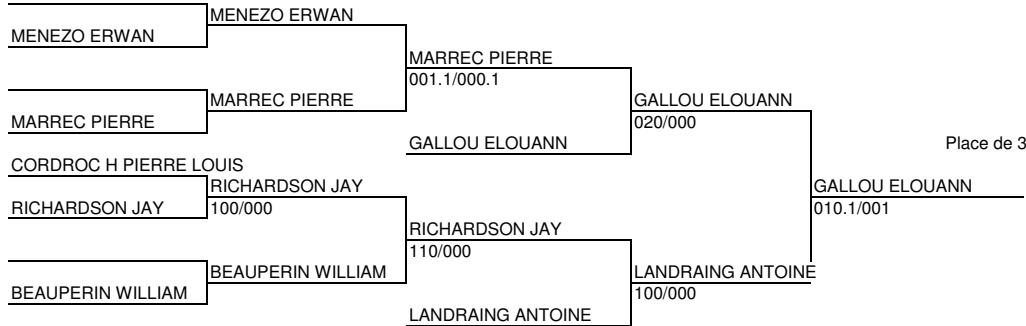 MENEZO ERWAN
MENEZO ERWAN
MARREC PIERRE
001.1/000.1
MARREC PIERRE
GALLOU ELOUANN
MARREC PIERRE
020/000
GALLOU ELOUANN
Place de 3
CORDROC H PIERRE LOUIS
RICHARDSON JAY
GALLOU ELOUANN
RICHARDSON JAY
100/000
010.1/001
RICHARDSON JAY
110/000
BEAUPERIN WILLIAM
LANDRAING ANTOINE
BEAUPERIN WILLIAM
100/000
LANDRAING ANTOINE